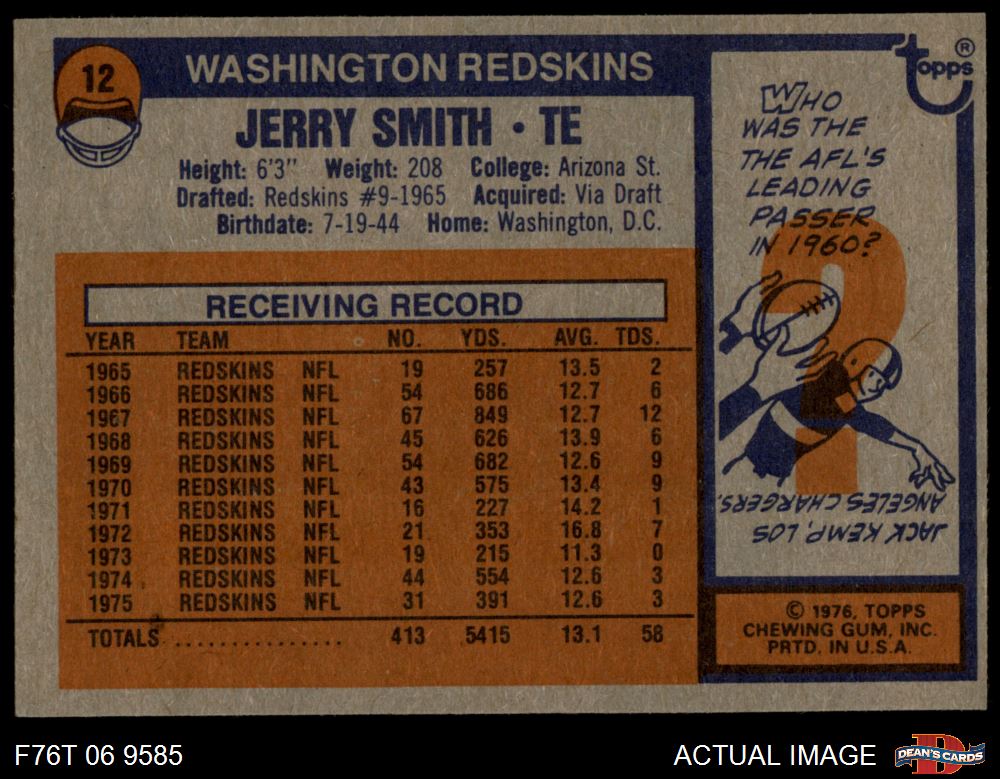 12
WASHINGTON REDSKINS
JERRY SMITH • TE
Height: 6'3" Weight: 208 College: Arizona St.
Drafted: Redskins #9-1965 Acquired: Via Draft
Birthdate: 7-19-44 Home: Washington, D.C.
RECEIVING RECORD
YEAR TEAM NO. YDS. AVG. TDS.
1965 REDSKINS NFL 19 257 13.5 2
1966 REDSKINS NFL 54 686 12.7 6
1967 REDSKINS NFL 67 849 12.7 12
1968 REDSKINS NFL 45 626 13.9 6
1969 REDSKINS NFL 54 682 12.6 9
1970 REDSKINS NFL 43 575 13.4 9
1971 REDSKINS NFL 16 227 14.2 1
1972 REDSKINS NFL 21 353 16.8 7
1973 REDSKINS NFL 19 215 11.3 0
1974 REDSKINS NFL 44 554 12.6 3
1975 REDSKINS NFL 31 391 12.6 3
TOTALS ................ 413 5415 13.1 58
topps ®
WHO
WAS THE
THE AFL'S
LEADING
PASSER
IN 1960?
JACK KEMP, LOS
ANGELES CHARGERS.
© 1976, TOPPS
CHEWING GUM, INC.
PRTD. IN U.S.A.
F76T 06 9585
ACTUAL IMAGE
D
DEAN'S CARDS